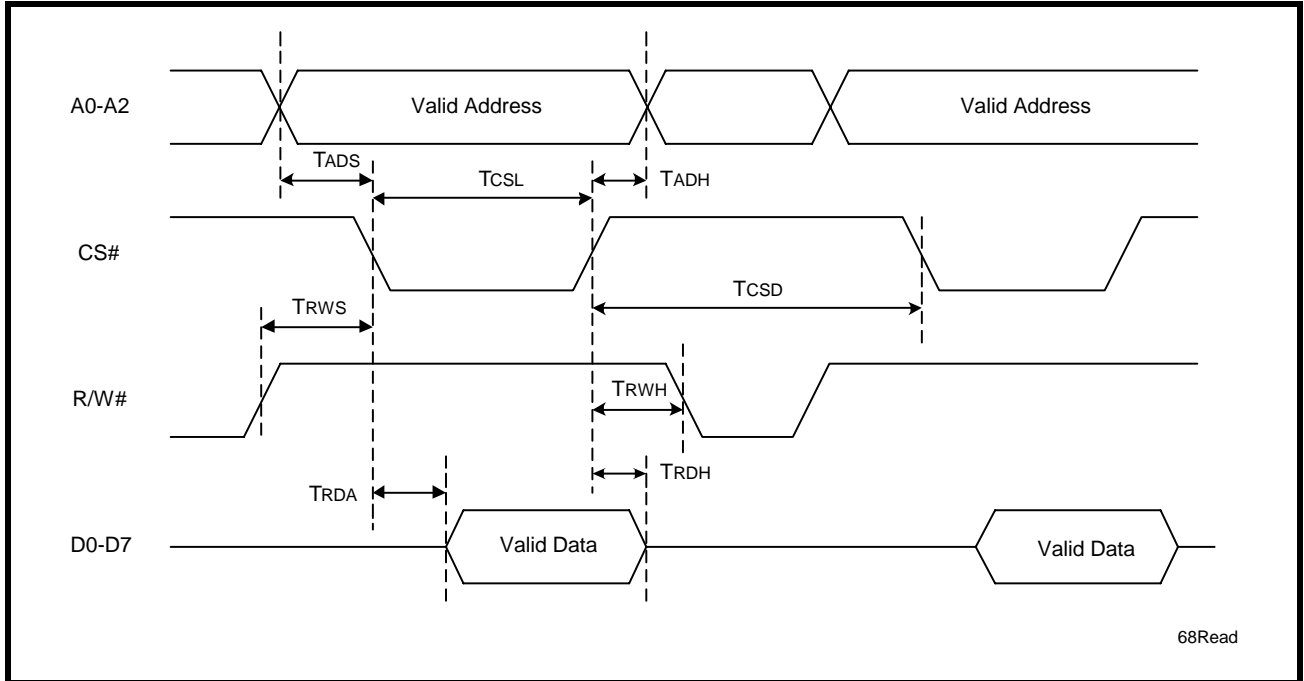 A0-A2
Valid Address
Valid Address
TADS
TCSL
TADH
CS#
TCSD
TRWS
R/W#
TRWH
TRDH
TRDA
D0-D7
Valid Data
Valid Data
68Read